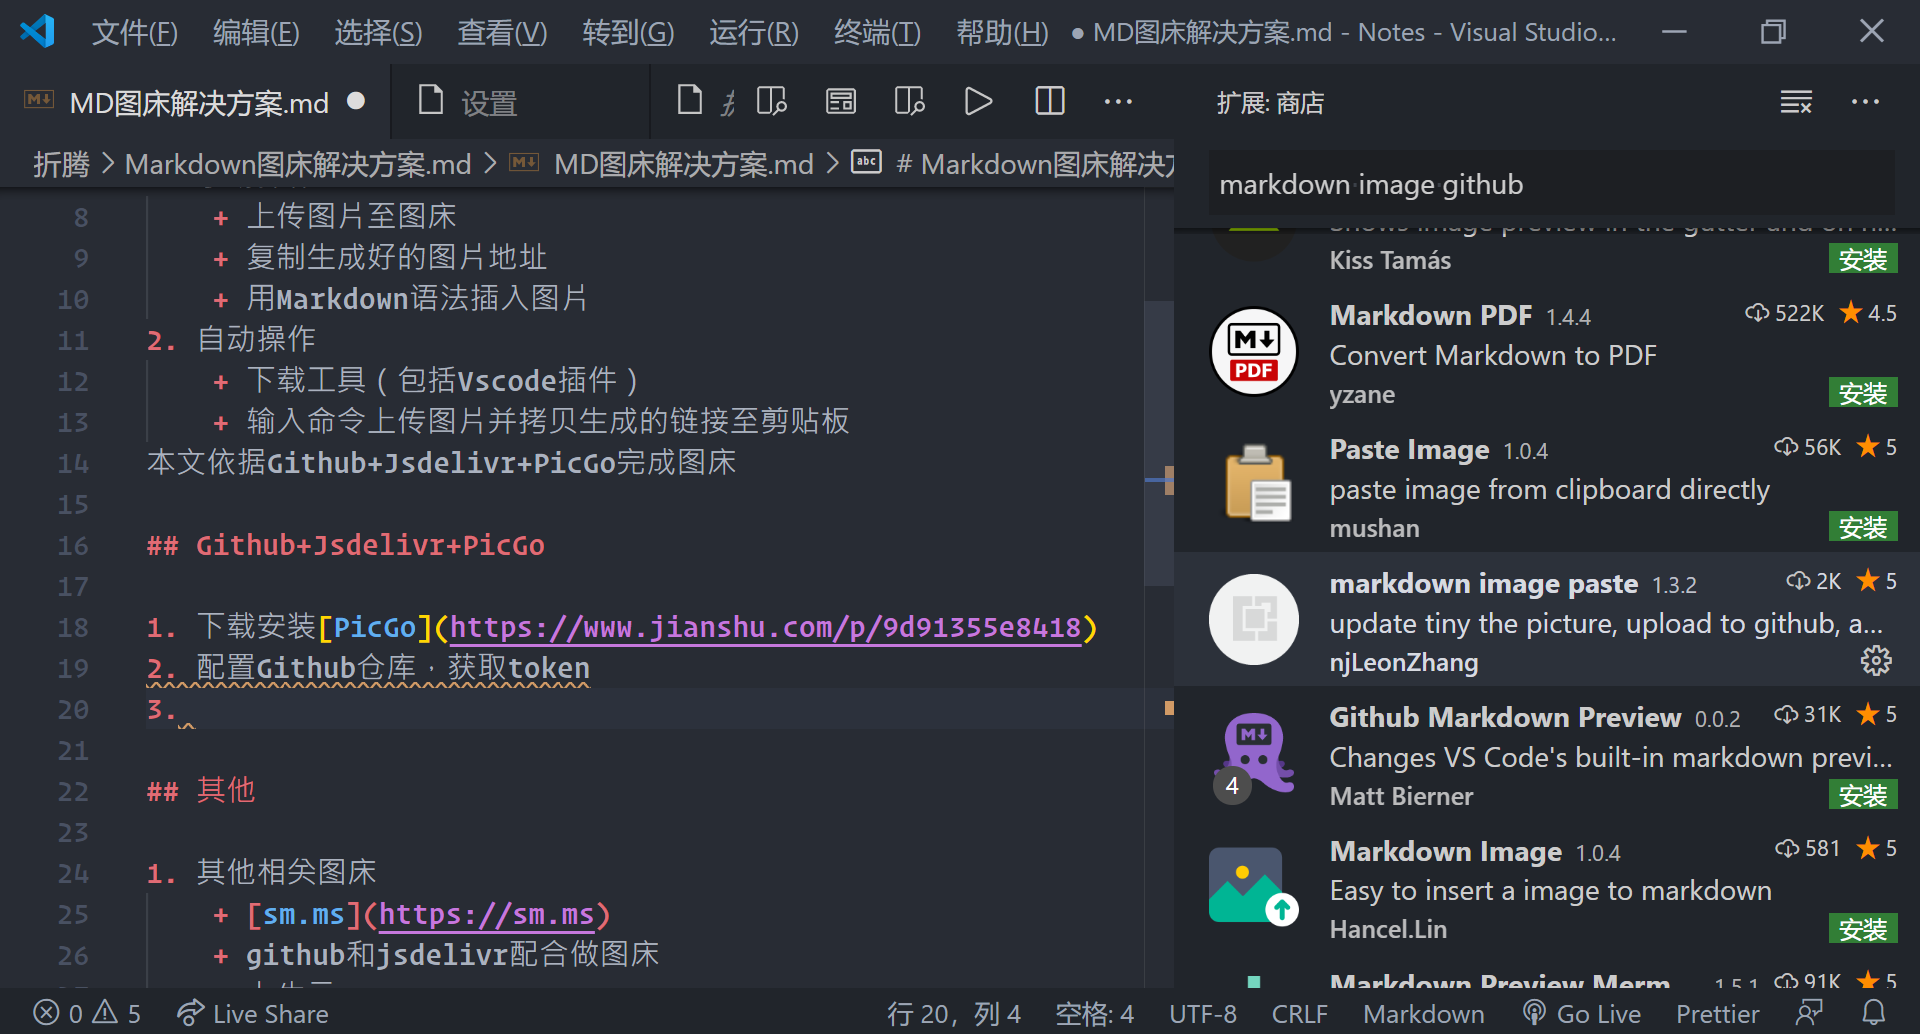 文件(F) 编辑(E) 选择(S) 查看(V) 转到(G) 运行(R) 终端(T) 帮助(H) ● MD图床解决方案.md - Notes - Visual Studio...
MD图床解决方案.md ●
设置
扩展: 商店
折腾 > Markdown图床解决方案.md > MD图床解决方案.md > # Markdown图床解决
8 + 上传图片至图床
9 + 复制生成好的图片地址
10 + 用Markdown语法插入图片
11 2. 自动操作
12 + 下载工具(包括Vscode插件)
13 + 输入命令上传图片并拷贝生成的链接至剪贴板
14 本文依据Github+Jsdelivr+PicGo完成图床
15
16 ## Github+Jsdelivr+PicGo
17
18 1. 下载安装[PicGo](https://www.jianshu.com/p/9d91355e8418)
19 2. 配置Github仓库，获取token
20 3.
21
22 ## 其他
23
24 1. 其他相关图床
25 + [sm.ms](https://sm.ms)
26 + github和jsdelivr配合做图床
markdown image github
Shows image preview in the gutter and on h...
Kiss Tamás
安装
Markdown PDF 1.4.4 522K ★ 4.5
M↓
PDF
Convert Markdown to PDF
yzane
安装
Paste Image 1.0.4 56K ★ 5
paste image from clipboard directly
mushan
安装
markdown image paste 1.3.2 2K ★ 5
update tiny the picture, upload to github, a...
njLeonZhang
Github Markdown Preview 0.0.2 31K ★ 5
M↓
4
Changes VS Code's built-in markdown previ...
Matt Bierner
安装
Markdown Image 1.0.4 581 ★ 5
Easy to insert a image to markdown
Hancel.Lin
安装
Markdown Preview Merm 1.5.1 91K ★ 5
0 5 Live Share
行 20, 列 4 空格: 4 UTF-8 CRLF Markdown Go Live Prettier